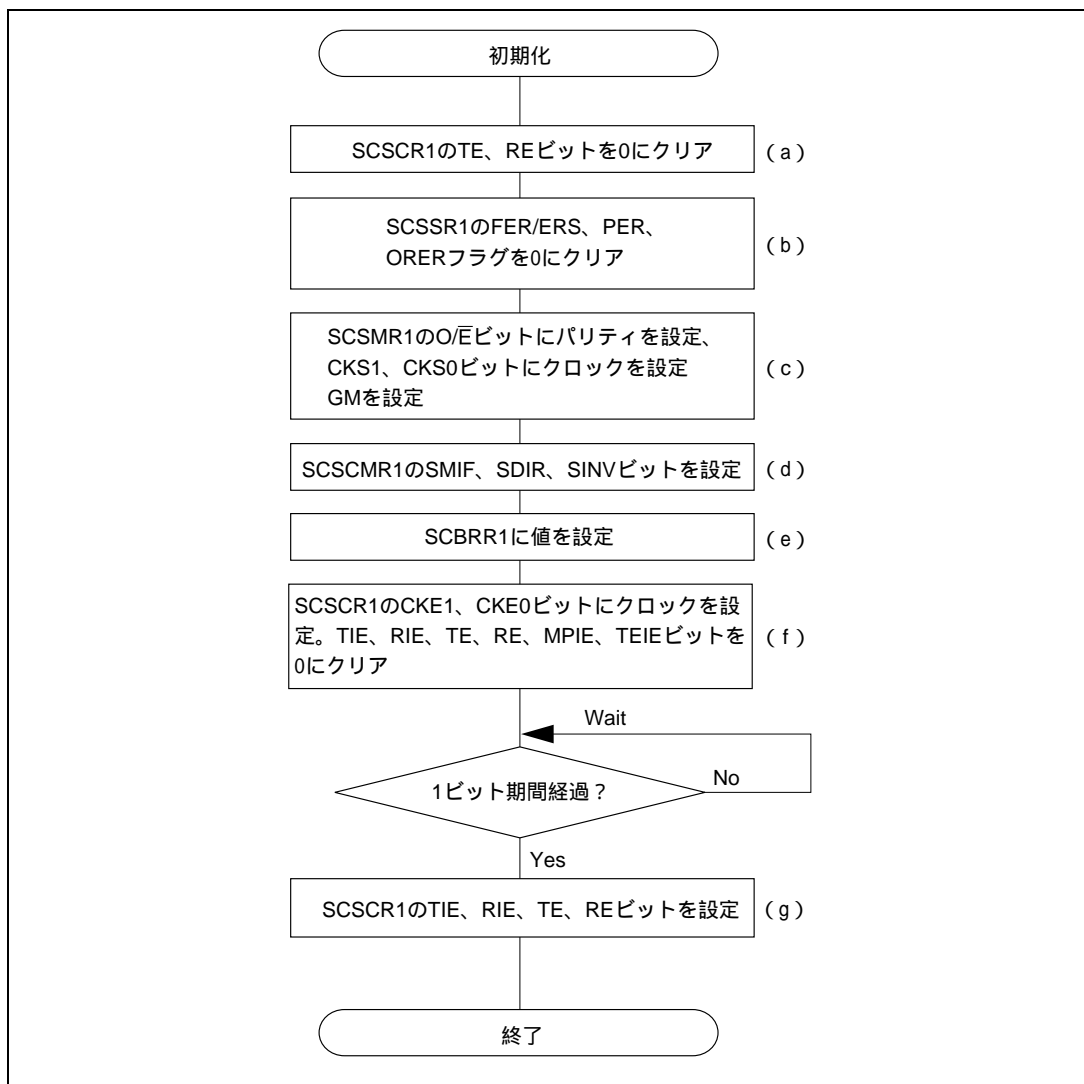 初期化
SCSCR1のTE、REビットを0にクリア
(a)
SCSSR1のFER/ERS、PER、
ORERフラグを0にクリア
(b)
SCSMR1のO/E̅ビットにパリティを設定、
CKS1、CKS0ビットにクロックを設定
GMを設定
(c)
SCSCMR1のSMIF、SDIR、SINVビットを設定
(d)
SCBRR1に値を設定
(e)
SCSCR1のCKE1、CKE0ビットにクロックを設
定。TIE、RIE、TE、RE、MPIE、TEIEビットを
0にクリア
(f)
Wait
1ビット期間経過?
No
Yes
SCSCR1のTIE、RIE、TE、REビットを設定
(g)
終了